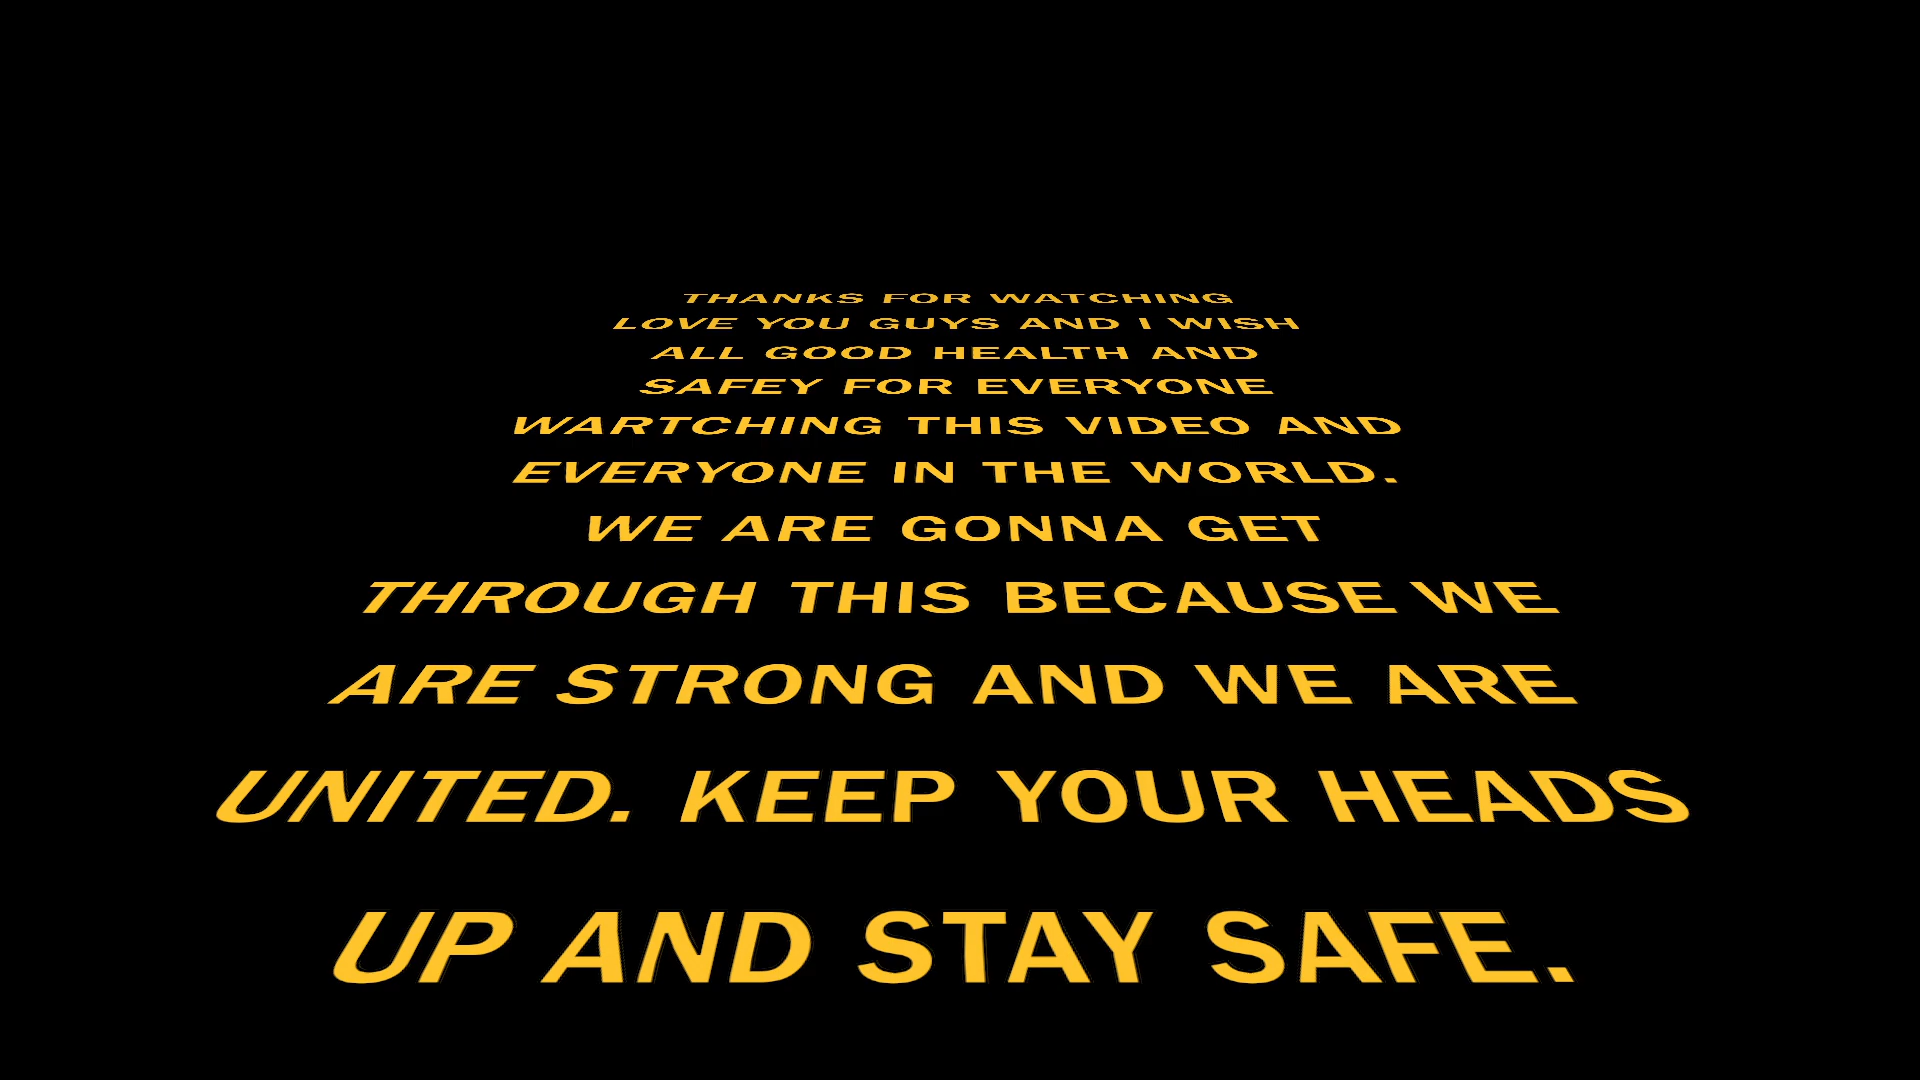 THANKS FOR WATCHING
LOVE YOU GUYS AND I WISH
ALL GOOD HEALTH AND
SAFEY FOR EVERYONE
WARTCHING THIS VIDEO AND
EVERYONE IN THE WORLD.
WE ARE GONNA GET
THROUGH THIS BECAUSE WE
ARE STRONG AND WE ARE
UNITED. KEEP YOUR HEADS
UP AND STAY SAFE.